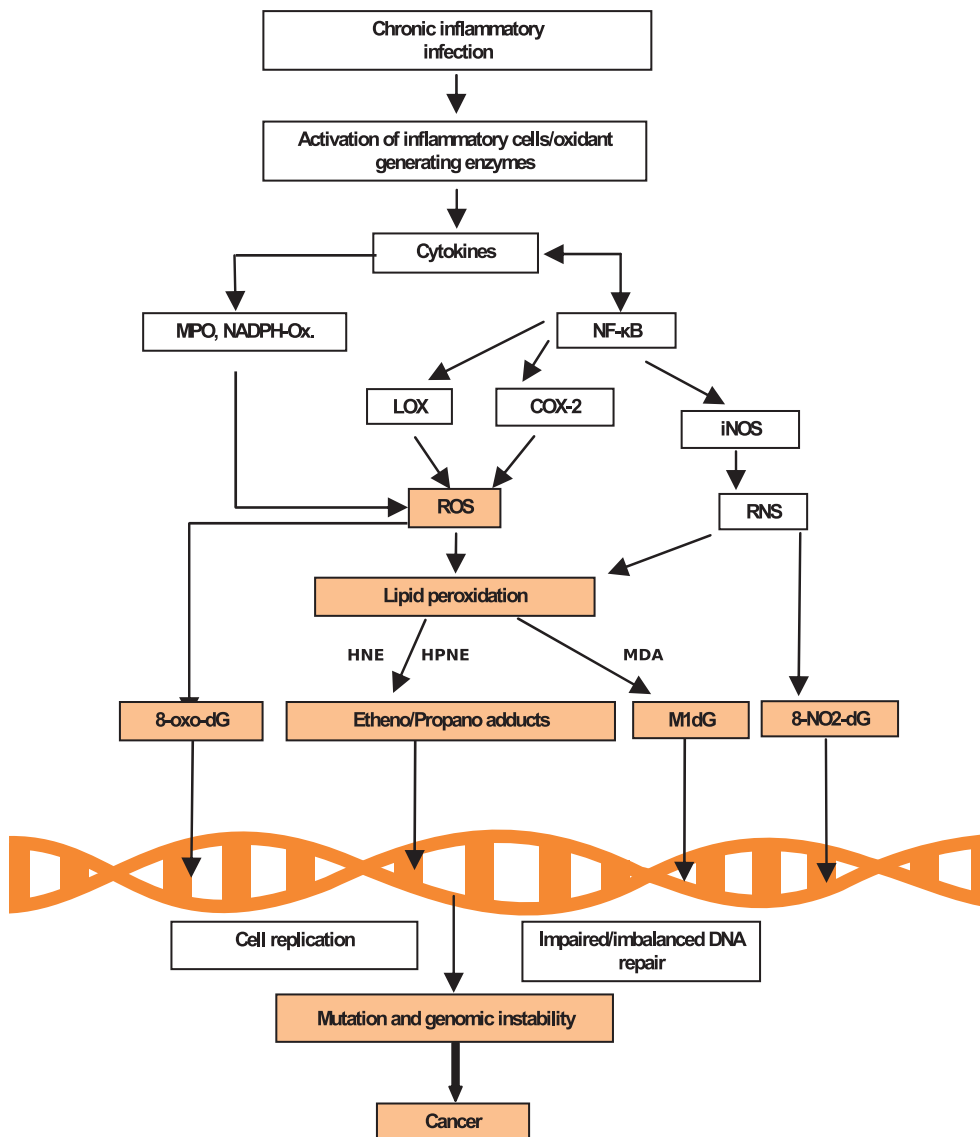 Chronic inflammatory
infection
Activation of inflammatory cells/oxidant
generating enzymes
Cytokines
MPO, NADPH-Ox.
NF-κB
LOX
COX-2
iNOS
ROS
RNS
Lipid peroxidation
HNE
HPNE
MDA
8-oxo-dG
Etheno/Propano adducts
M1dG
8-NO2-dG
Cell replication
Impaired/imbalanced DNA
repair
Mutation and genomic instability
Cancer